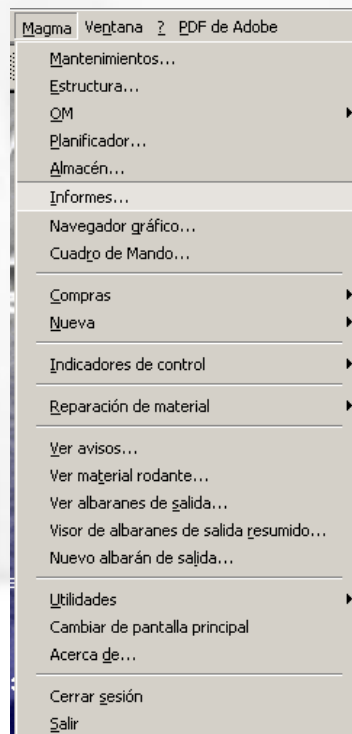 Magma Ventana ? PDF de Adobe
Mantenimientos...
Estructura...
OM
Planificador...
Almacén...
Informes...
Navegador gráfico...
Cuadro de Mando...
Compras
Nueva
Indicadores de control
Reparación de material
Ver avisos...
Ver material rodante...
Ver albaranes de salida...
Visor de albaranes de salida resumido...
Nuevo albarán de salida...
Utilidades
Cambiar de pantalla principal
Acerca de...
Cerrar sesión
Salir